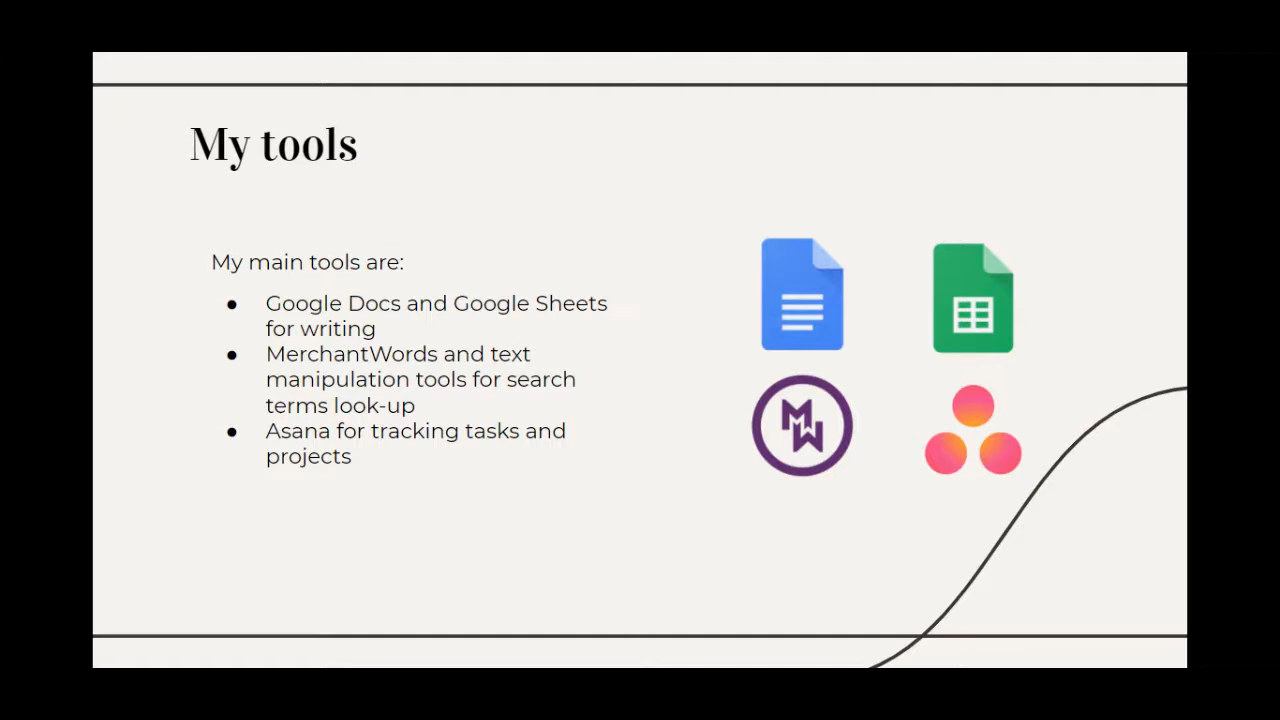 My tools
My main tools are:
● Google Docs and Google Sheets
for writing
● MerchantWords and text
manipulation tools for search
terms look-up
● Asana for tracking tasks and
projects
MW